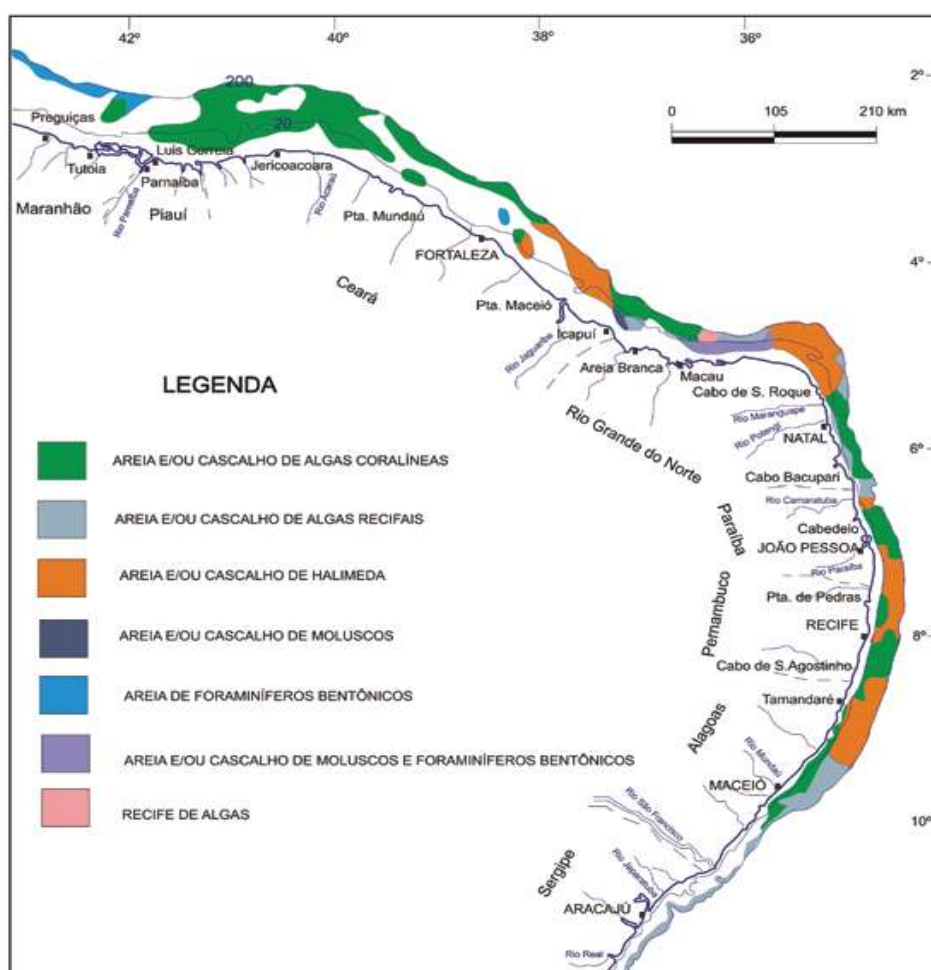 42º
40º
38º
36º
2º
200
0
105
210 km
Preguiças
20
Luis Correia
Tutoia
Jericoacoara
Parnaíba
Maranhão
Piauí
Rio Parnaíba
Rio Acaraú
Pta. Mundaú
FORTALEZA
4º
Ceará
Pta. Maceió
Icapuí
Rio Jaguaribe
Areia Branca
Macau
LEGENDA
Cabo de S. Roque
Rio Maranguape
Rio Potengi
NATAL
Rio Grande do Norte
6º
Cabo Bacupari
Rio Camaratuba
Cabedelo
Paraíba
JOÃO PESSOA
Rio Paraíba
Pta. de Pedras
Pernambuco
RECIFE
8º
Cabo de S.Agostinho
Tamandaré
Alagoas
Rio Mundaú
MACEIÓ
10º
Rio São Francisco
Sergipe
Rio Japaratuba
ARACAJÚ
Rio Real
AREIA E/OU CASCALHO DE ALGAS CORALÍNEAS
AREIA E/OU CASCALHO DE ALGAS RECIFAIS
AREIA E/OU CASCALHO DE HALIMEDA
AREIA E/OU CASCALHO DE MOLUSCOS
AREIA DE FORAMINÍFEROS BENTÔNICOS
AREIA E/OU CASCALHO DE MOLUSCOS E FORAMINÍFEROS BENTÔNICOS
RECIFE DE ALGAS